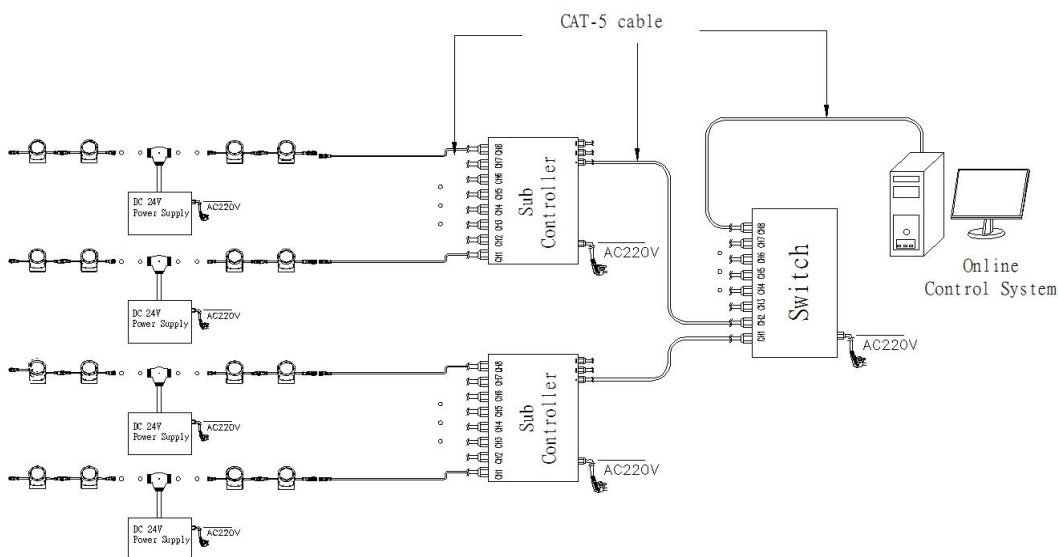 CAT-5 cable
CH8
CH7
CH6
CH5
CH4
CH3
CH2
CH1
Sub
Controller
AC220V
DC 24V
Power Supply
AC220V
DC 24V
Power Supply
AC220V
CH8
CH7
CH6
CH5
CH4
CH3
CH2
CH1
Switch
AC220V
Online
Control System
CH8
CH7
CH6
CH5
CH4
CH3
CH2
CH1
Sub
Controller
AC220V
DC 24V
Power Supply
AC220V
DC 24V
Power Supply
AC220V